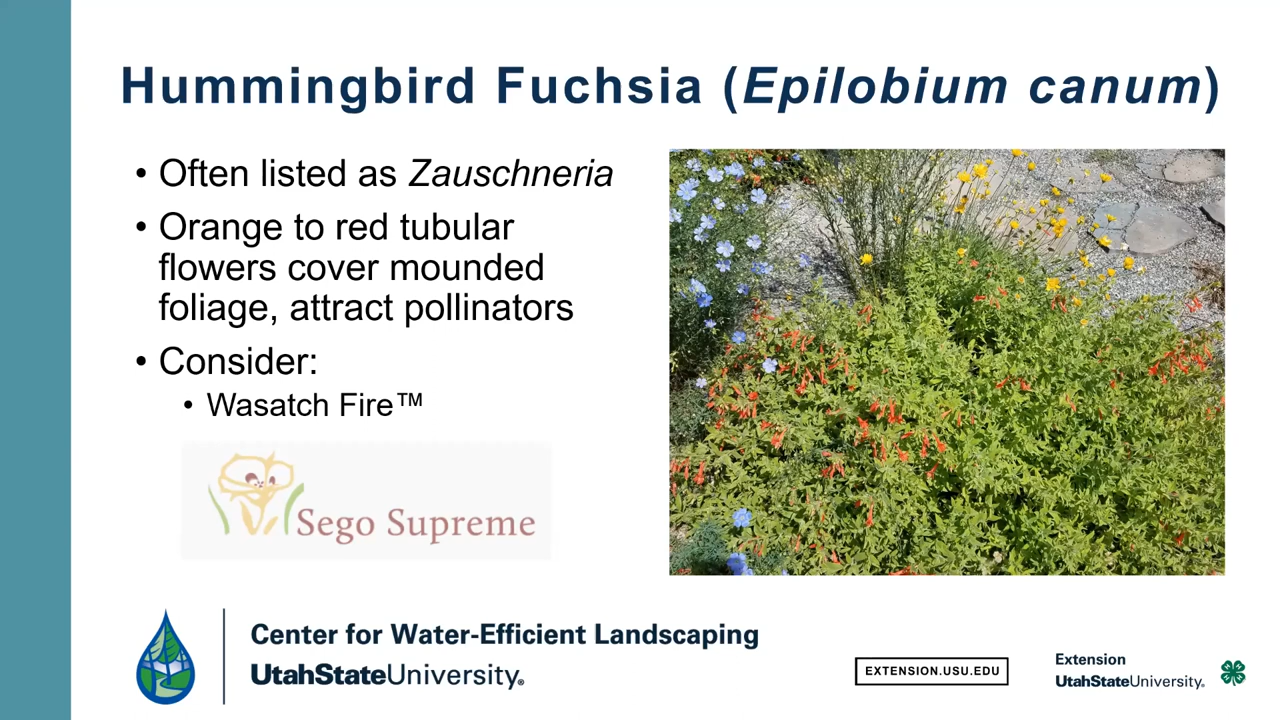 Hummingbird Fuchsia (Epilobium canum)
• Often listed as Zauschneria
• Orange to red tubular
flowers cover mounded
foliage, attract pollinators
• Consider:
• Wasatch Fire™
Sego Supreme
Center for Water-Efficient Landscaping
UtahStateUniversity®
EXTENSION.USU.EDU
Extension
UtahStateUniversity®